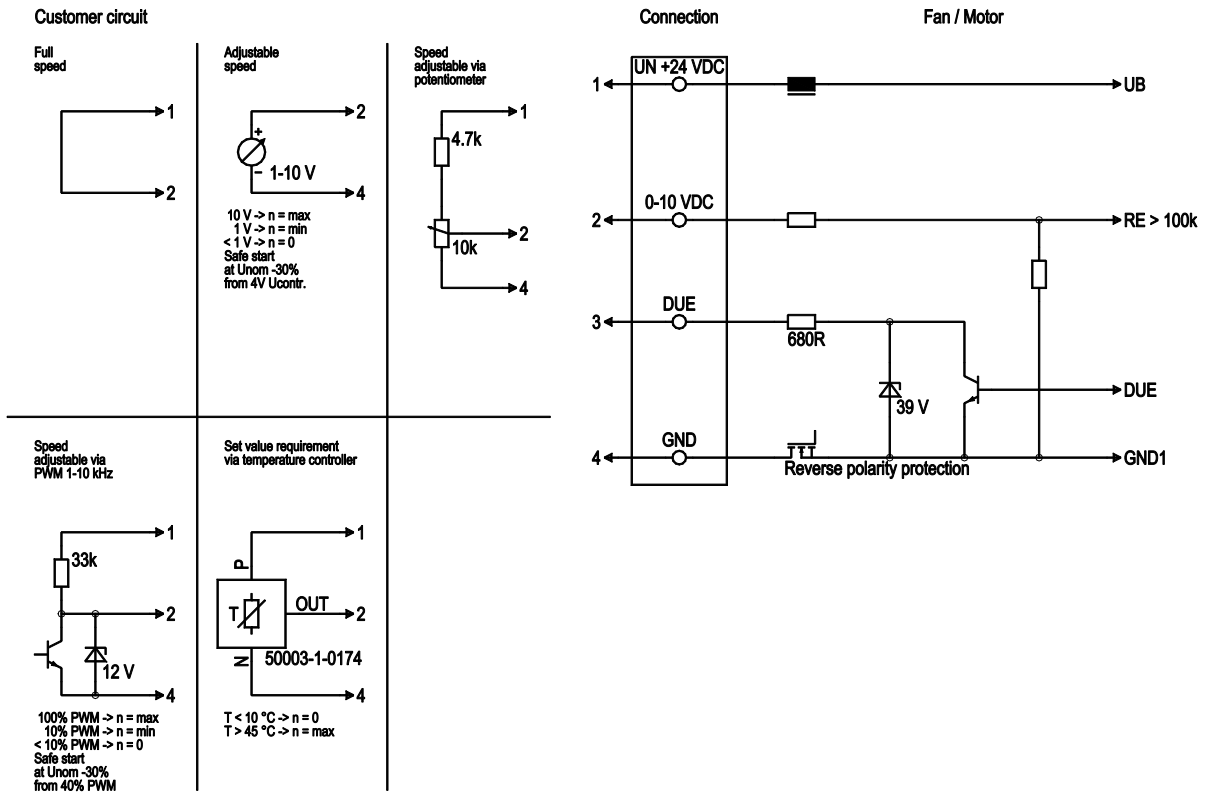 Customer circuit
Connection
Fan / Motor
Full
speed
1
2
Adjustable
speed
2
+
1-10 V
–
4
10 V -> n = max
1 V -> n = min
< 1 V -> n = 0
Safe start
at Unom -30%
from 4V Ucontr.
Speed
adjustable via
potentiometer
1
4.7k
2
10k
4
UN +24 VDC
1
UB
0-10 VDC
2
RE > 100k
DUE
3
680R
39 V
DUE
GND
4
GND1
Reverse polarity protection
Speed
adjustable via
PWM 1-10 kHz
1
33k
2
12 V
4
100% PWM -> n = max
10% PWM -> n = min
< 10% PWM -> n = 0
Safe start
at Unom -30%
from 40% PWM
Set value requirement
via temperature controller
1
P
OUT
T
2
N
50003-1-0174
4
T < 10 °C -> n = 0
T > 45 °C -> n = max